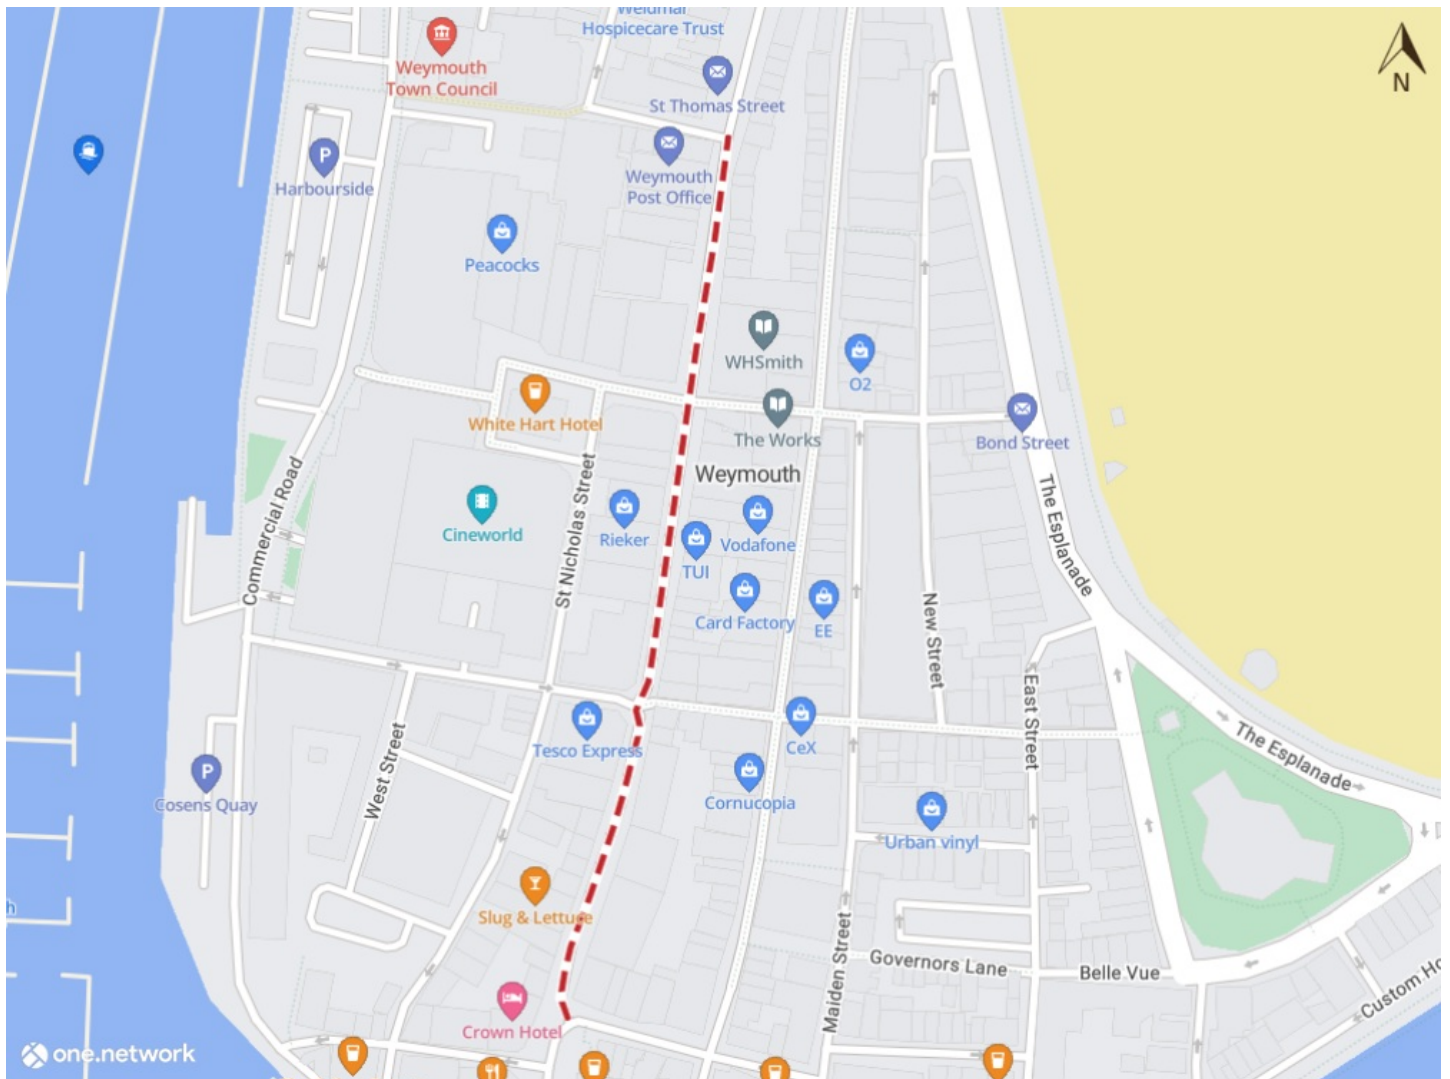 Weldmar
Hospicecare Trust
Weymouth
Town Council
St Thomas Street
N
P
Harbourside
Weymouth
Post Office
Peacocks
WHSmith
O2
White Hart Hotel
The Works
Bond Street
Weymouth
Commercial Road
St Nicholas Street
Cineworld
Rieker
TUI
Vodafone
The Esplanade
Card Factory
EE
New Street
East Street
West Street
Tesco Express
CeX
The Esplanade
P
Cosens Quay
Cornucopia
Urban vinyl
Slug & Lettuce
Maiden Street
Governors Lane
Belle Vue
Crown Hotel
Custom Ho
one.network